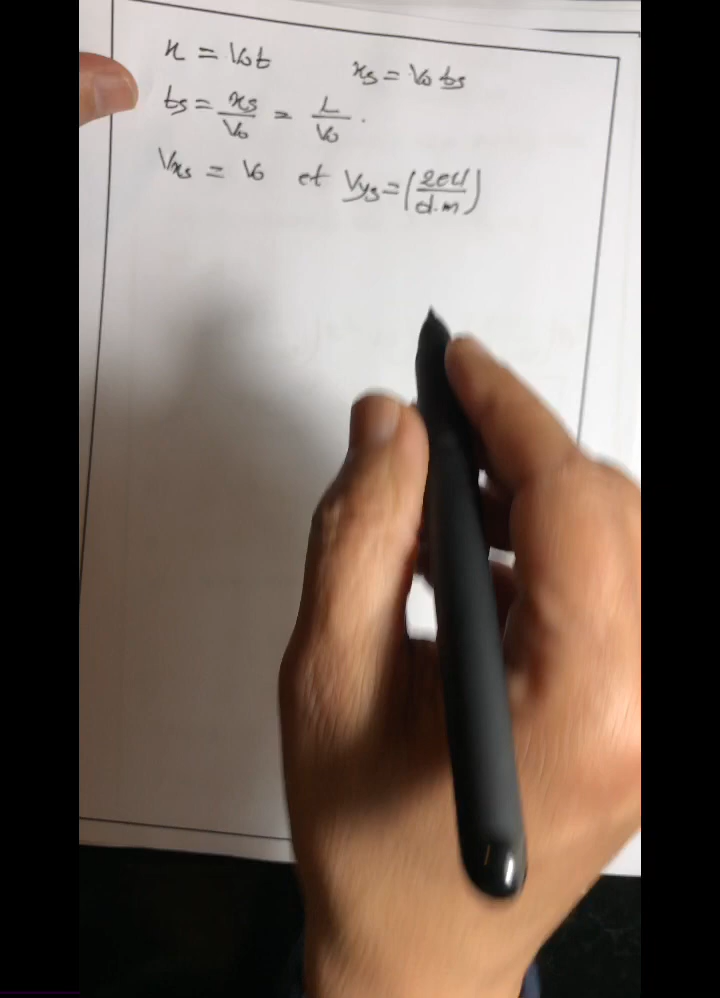 x = V₀t    xₛ = V₀ tₛ
tₛ = xₛ/V₀ = L/V₀ .
Vxₛ = V₀ et Vyₛ = (2eU/d.m)